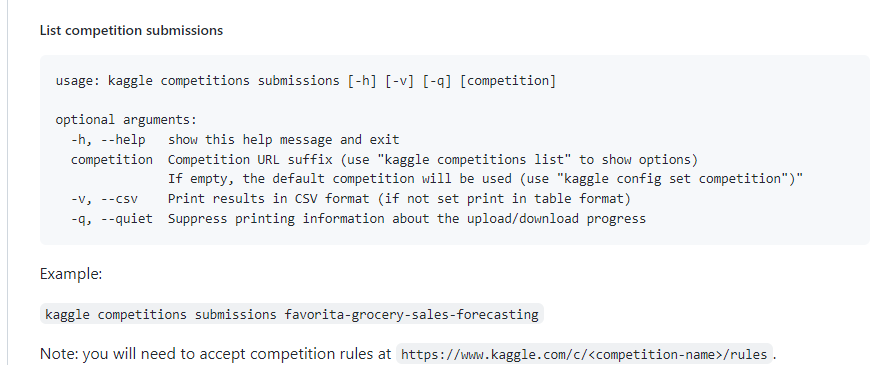 List competition submissions
usage: kaggle competitions submissions [-h] [-v] [-q] [competition]
optional arguments:
-h, --help show this help message and exit
competition Competition URL suffix (use "kaggle competitions list" to show options)
If empty, the default competition will be used (use "kaggle config set competition")"
-v, --csv Print results in CSV format (if not set print in table format)
-q, --quiet Suppress printing information about the upload/download progress
Example:
kaggle competitions submissions favorita-grocery-sales-forecasting
Note: you will need to accept competition rules at https://www.kaggle.com/c/<competition-name>/rules.